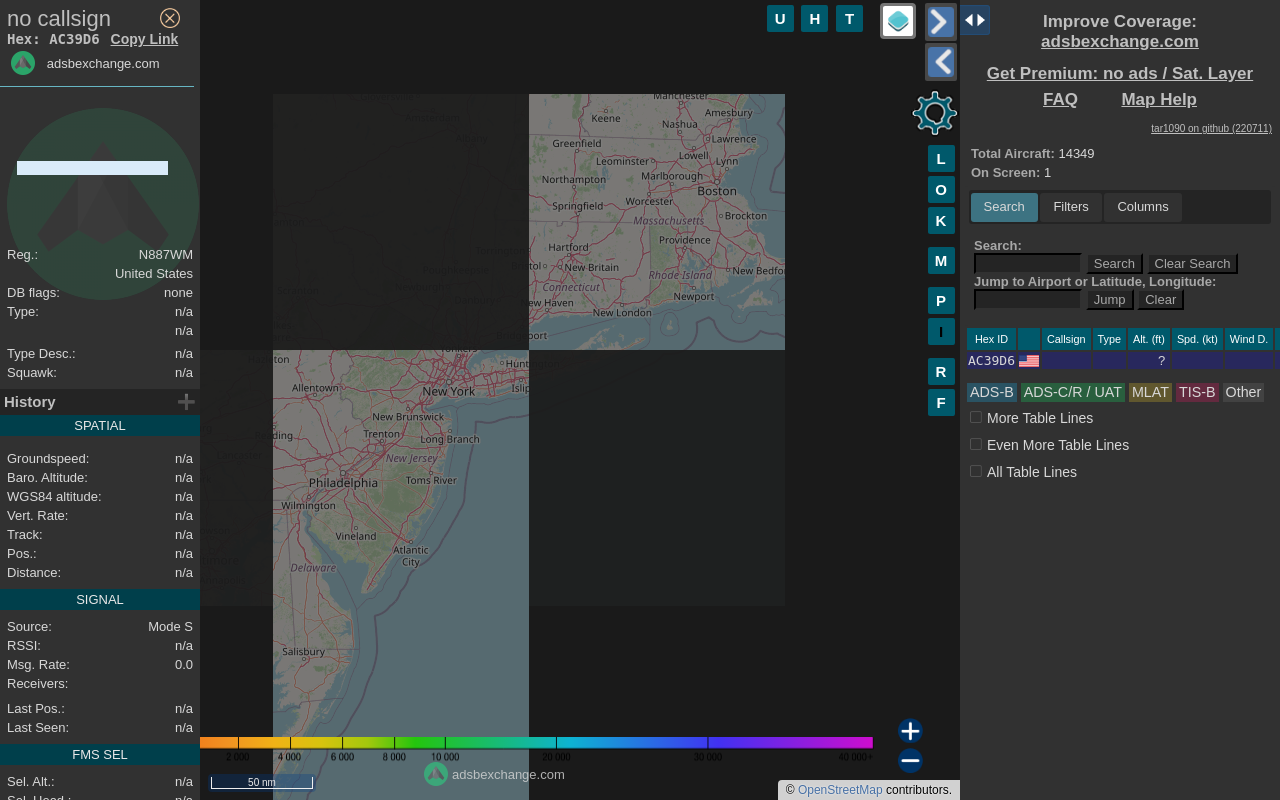 no callsign
Hex: AC39D6 Copy Link
adsbexchange.com
Reg.: N887WM
United States
DB flags: none
Type: n/a
n/a
Type Desc.: n/a
Squawk: n/a
History
SPATIAL
Groundspeed: n/a
Baro. Altitude: n/a
WGS84 altitude: n/a
Vert. Rate: n/a
Track: n/a
Pos.: n/a
Distance: n/a
SIGNAL
Source: Mode S
RSSI: n/a
Msg. Rate: 0.0
Receivers:
Last Pos.: n/a
Last Seen: n/a
FMS SEL
Sel. Alt.: n/a
U H T
L
O
K
M
P
I
R
F
Manchester
Keene
Amesbury
Nashua
Greenfield
Lawrence
Leominster
Lowell
Lynn
Northampton
Marlborough
Boston
Springfield
Worcester
Massachusetts
Brockton
Providence
Hartford
New Britain
Rhode Island
New Bedfo
Connecticut
Newport
ew Haven
New London
port
Hunt
Allentown
New York
Islip
New Brunswick
Trenton
Long Branch
New Jersey
Philadelphia
Toms River
Wilmington
Vineland
Atlantic
City
Delaware
Salisbury
2 000 4 000 6 000 8 000 10 000 20 000 30 000 40 000+
50 nm
adsbexchange.com
© OpenStreetMap contributors.
Improve Coverage:
adsbexchange.com
Get Premium: no ads / Sat. Layer
FAQ Map Help
tar1090 on github (220711)
Total Aircraft: 14349
On Screen: 1
Search Filters Columns
Search:
Search Clear Search
Jump to Airport or Latitude, Longitude:
Jump Clear
Hex ID Callsign Type Alt. (ft) Spd. (kt) Wind D.
AC39D6 ?
ADS-B ADS-C/R / UAT MLAT TIS-B Other
More Table Lines
Even More Table Lines
All Table Lines